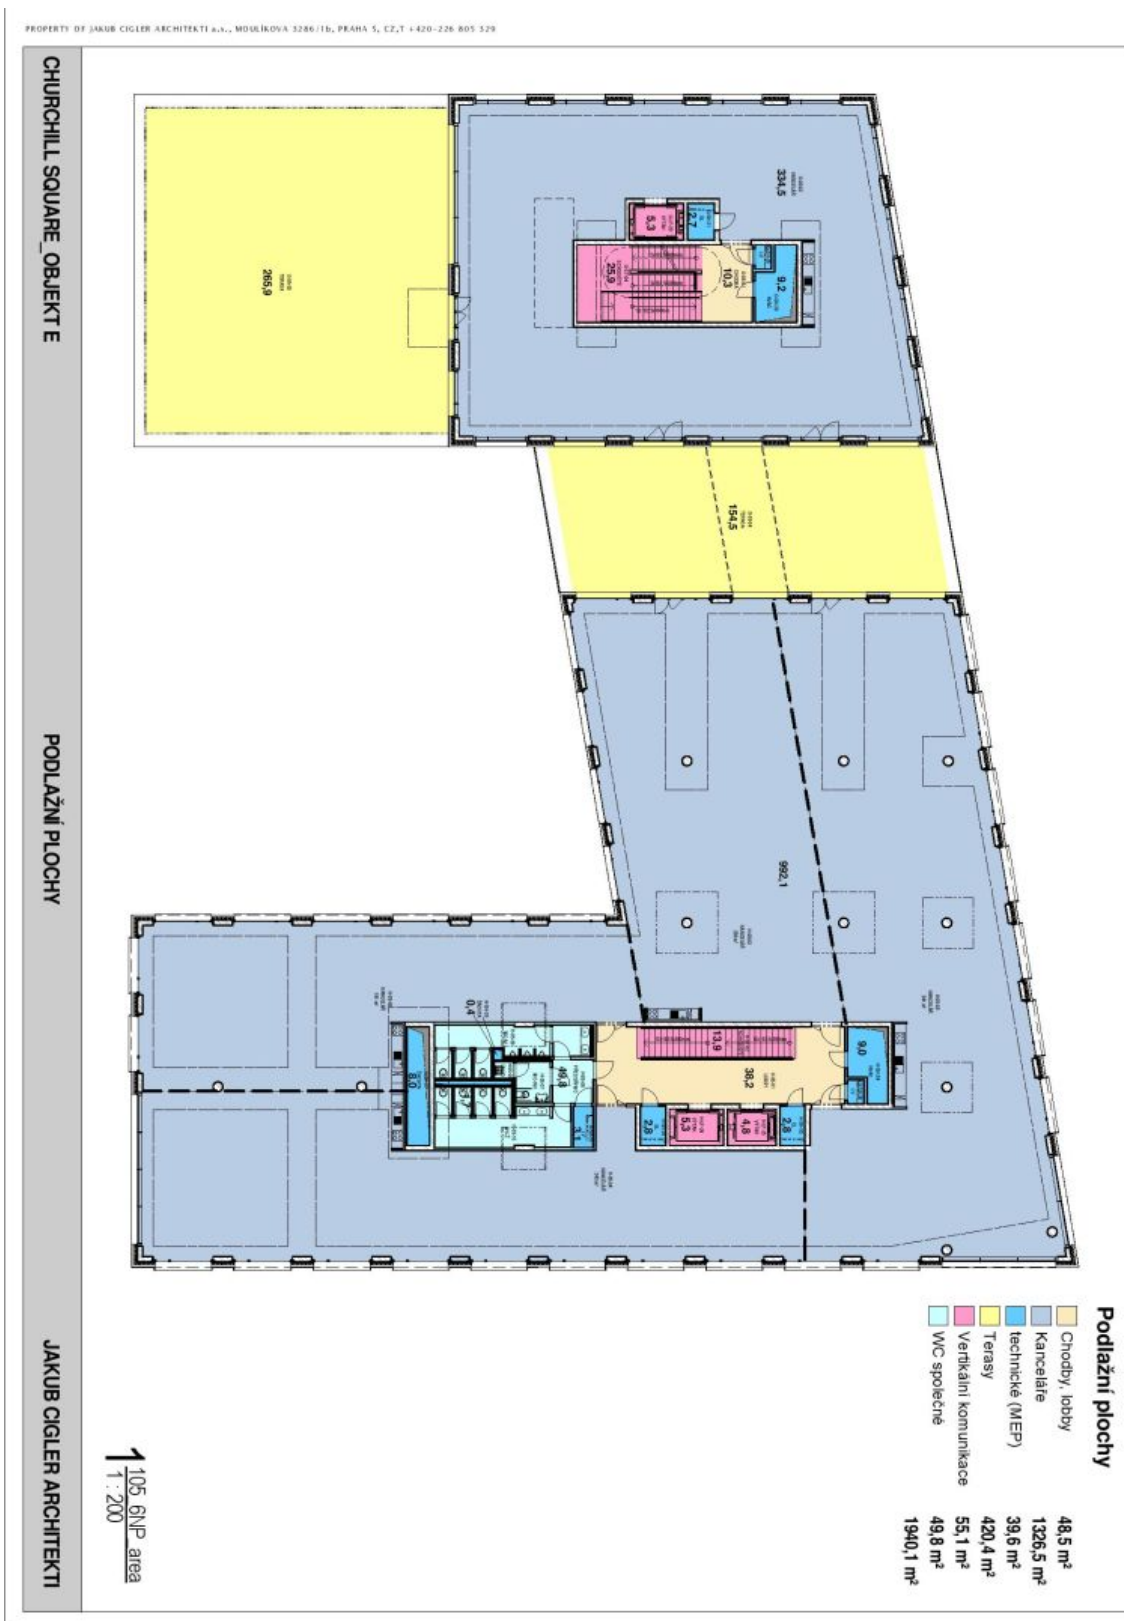 PROPERTY OF JAKUB CIGLER ARCHITEKTI a.s., MOULÍKOVA 3286/1b, PRAHA 5, CZ,T +420-226 805 329
CHURCHILL SQUARE_OBJEKT E
PODLAŽNÍ PLOCHY
JAKUB CIGLER ARCHITEKTI
334,5
5,3
2,7
25,9
10,3
9,2
265,9
154,5
992,1
0,4
13,9
9,0
38,2
49,8
8,0
3,1
2,8
5,3
4,8
2,8
Podlažní plochy
Chodby, lobby 48,5 m²
Kanceláře 1326,5 m²
technické (MEP) 39,6 m²
Terasy 420,4 m²
Vertikální komunikace 55,1 m²
WC společné 49,8 m²
1940,1 m²
1 105_6NP_area
1 : 200